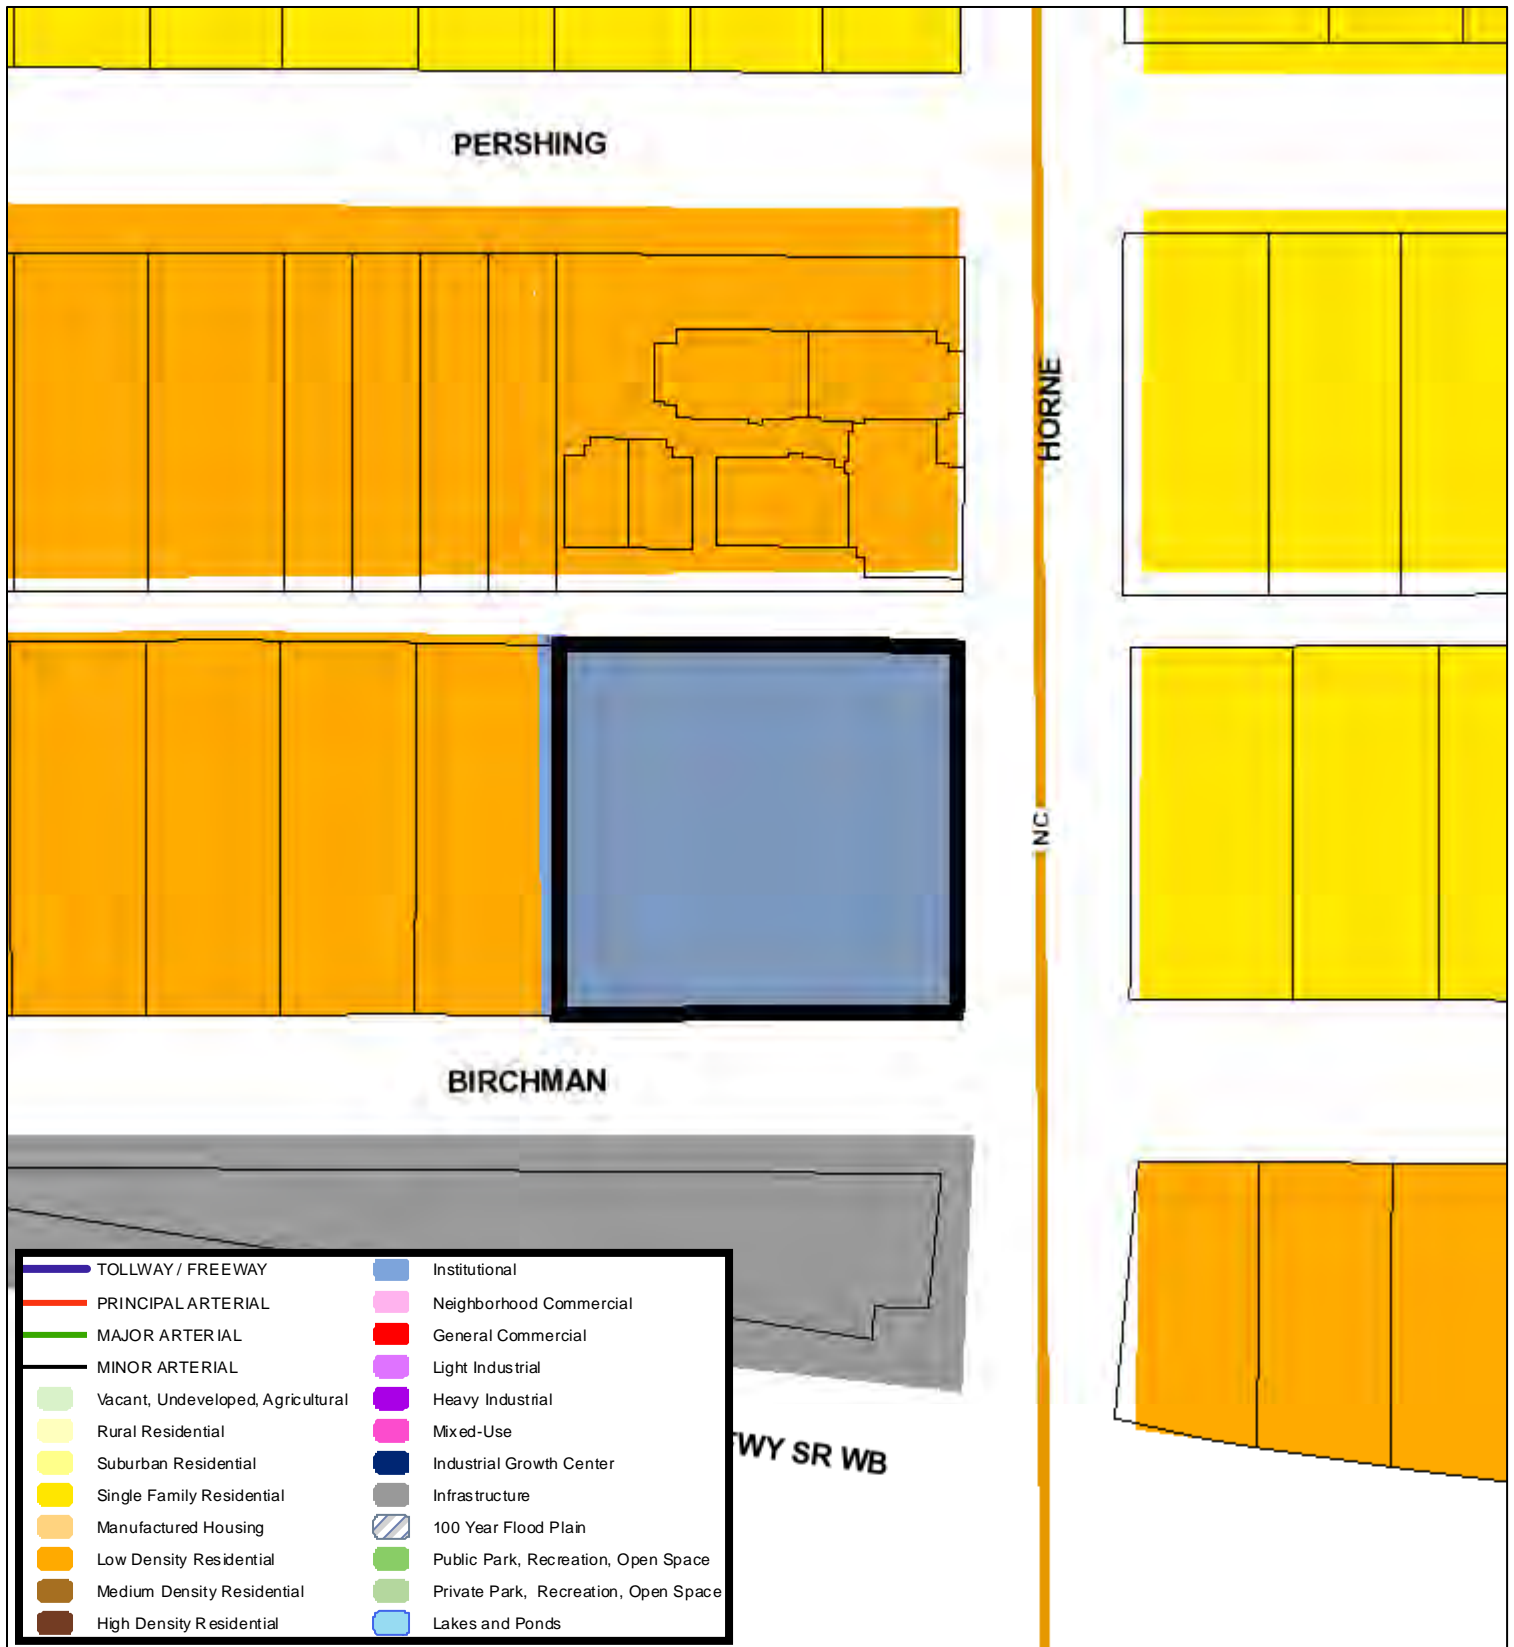 PERSHING
HORNE
NC
BIRCHMAN
FWY SR WB
TOLLWAY / FREEWAY
PRINCIPAL ARTERIAL
MAJOR ARTERIAL
MINOR ARTERIAL
Vacant, Undeveloped, Agricultural
Rural Residential
Suburban Residential
Single Family Residential
Manufactured Housing
Low Density Residential
Medium Density Residential
High Density Residential
Institutional
Neighborhood Commercial
General Commercial
Light Industrial
Heavy Industrial
Mixed-Use
Industrial Growth Center
Infrastructure
100 Year Flood Plain
Public Park, Recreation, Open Space
Private Park, Recreation, Open Space
Lakes and Ponds